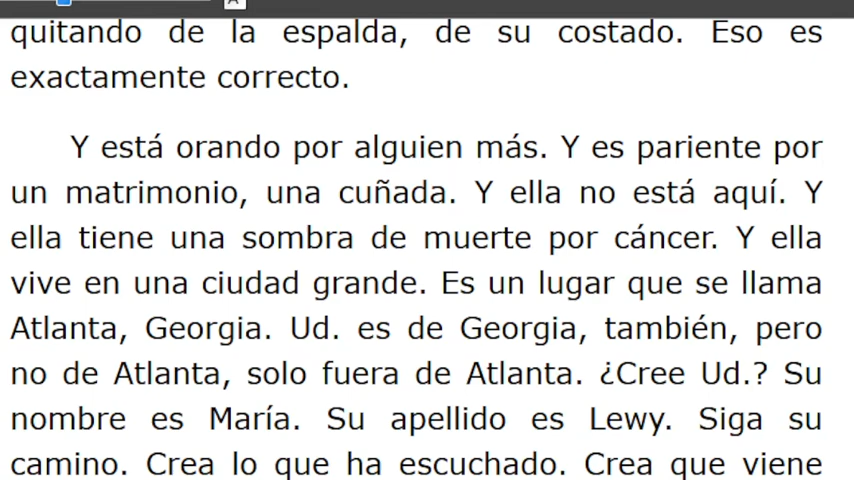 quitando de la espalda, de su costado. Eso es
exactamente correcto.
Y está orando por alguien más. Y es pariente por
un matrimonio, una cuñada. Y ella no está aquí. Y
ella tiene una sombra de muerte por cáncer. Y ella
vive en una ciudad grande. Es un lugar que se llama
Atlanta, Georgia. Ud. es de Georgia, también, pero
no de Atlanta, solo fuera de Atlanta. ¿Cree Ud.? Su
nombre es María. Su apellido es Lewy. Siga su
camino. Crea lo que ha escuchado. Crea que viene